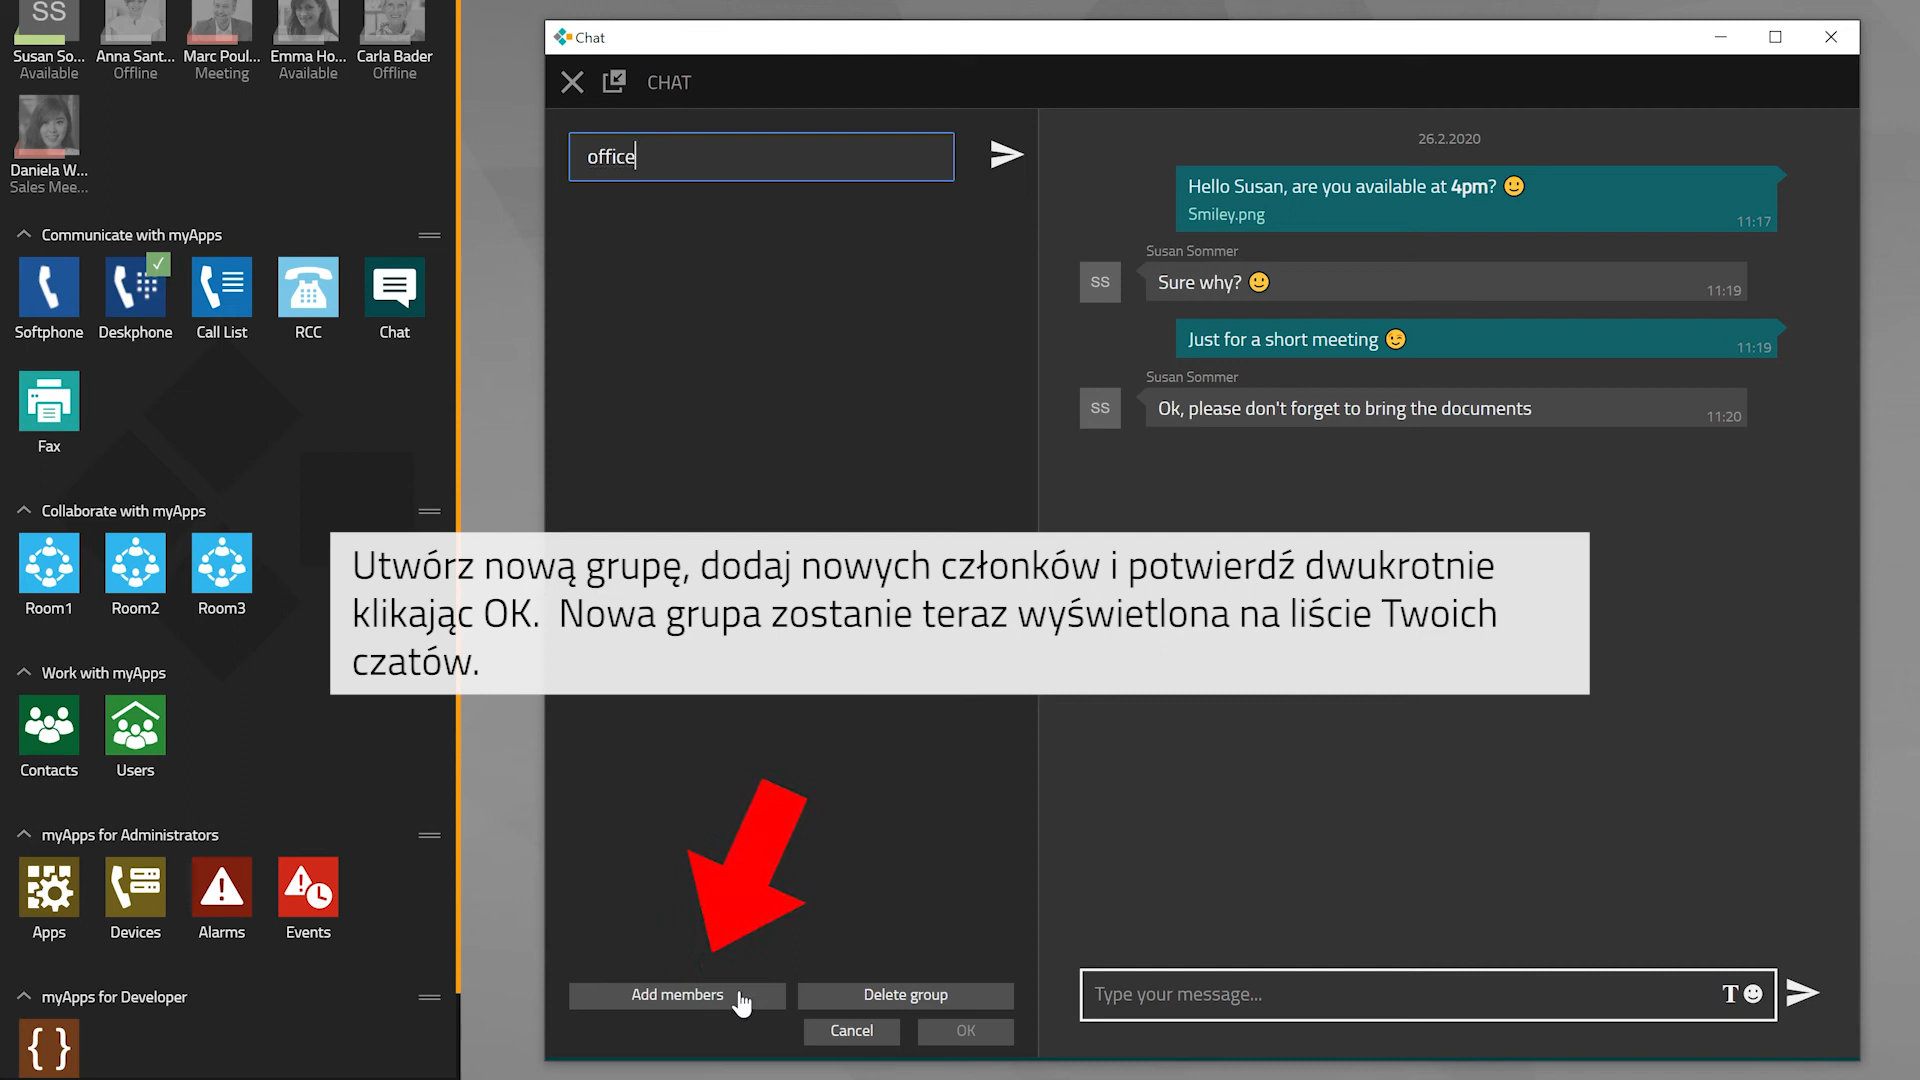 SS
Susan So...
Available
Anna Sant...
Offline
Marc Poul...
Meeting
Emma Ho...
Available
Carla Bader
Offline
Daniela W...
Sales Mee...
Communicate with myApps
Softphone
Deskphone
Call List
RCC
Chat
Fax
Collaborate with myApps
Room1
Room2
Room3
Work with myApps
Contacts
Users
myApps for Administrators
Apps
Devices
Alarms
Events
myApps for Developer
Chat
CHAT
office
26.2.2020
Hello Susan, are you available at 4pm? 🙂
Smiley.png
11:17
Susan Sommer
SS
Sure why? 🙂
11:19
Just for a short meeting 😉
11:19
Susan Sommer
SS
Ok, please don't forget to bring the documents
11:20
Utwórz nową grupę, dodaj nowych członków i potwierdź dwukrotnie
klikając OK. Nowa grupa zostanie teraz wyświetlona na liście Twoich
czatów.
Add members
Delete group
Cancel
OK
Type your message...
T